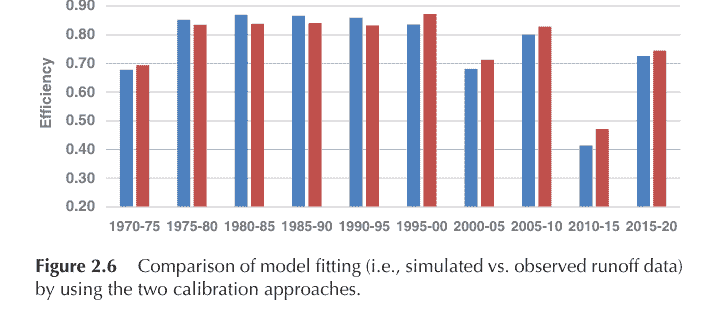 0.90
0.80
0.70
0.60
0.50
0.40
0.30
0.20
Efficiency
1970-75 1975-80 1980-85 1985-90 1990-95 1995-00 2000-05 2005-10 2010-15 2015-20
Figure 2.6 Comparison of model fitting (i.e., simulated vs. observed runoff data)
by using the two calibration approaches.